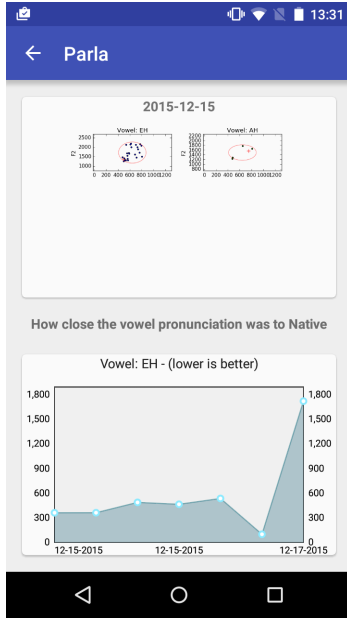 13:31
Parla
2015-12-15
Vowel: EH
Vowel: AH
2500
2000
1500
1000
F2
0 200 400 600 800 10001200
2200
2000
1800
1600
1400
1200
1000
800
F2
0 200 400 600 800 10001200
How close the vowel pronunciation was to Native
Vowel: EH - (lower is better)
1,800 1,800
1,500 1,500
1,200 1,200
900 900
600 600
300 300
0 0
12-15-2015 12-15-2015 12-17-2015